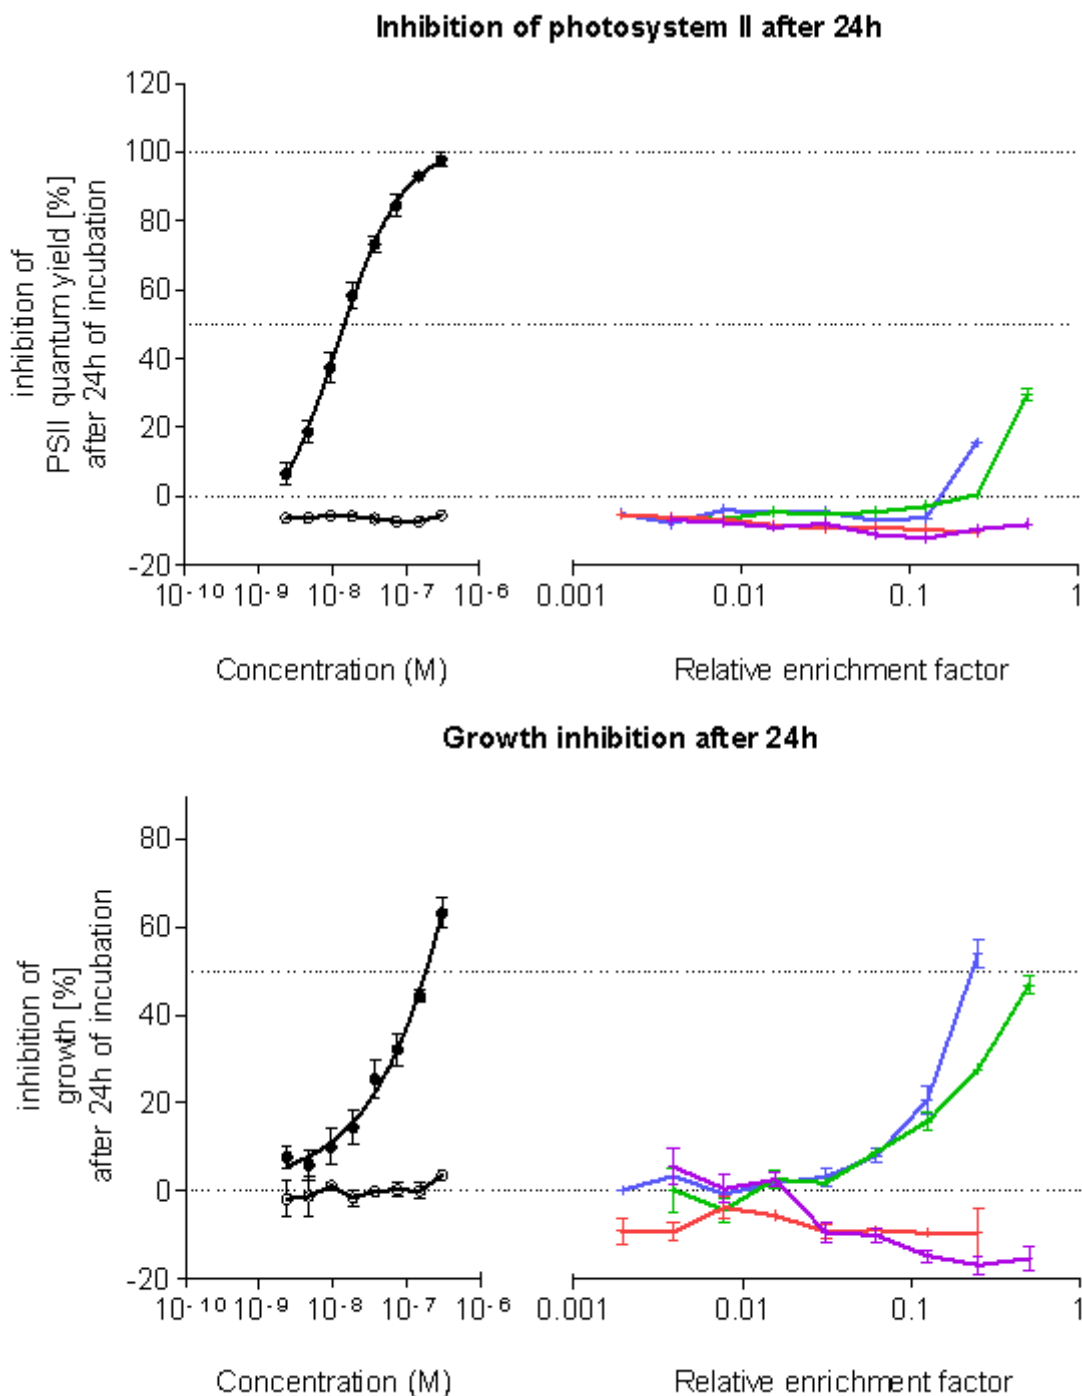 Inhibition of photosystem II after 24h
inhibition of
PSII quantum yield [%]
after 24h of incubation
120
100
80
60
40
20
0
-20
10⁻¹⁰ 10⁻⁹ 10⁻⁸ 10⁻⁷ 10⁻⁶
0.001 0.01 0.1 1
Concentration (M)
Relative enrichment factor
Growth inhibition after 24h
inhibition of
growth [%]
after 24h of incubation
80
60
40
20
0
-20
10⁻¹⁰ 10⁻⁹ 10⁻⁸ 10⁻⁷ 10⁻⁶
0.001 0.01 0.1 1
Concentration (M)
Relative enrichment factor